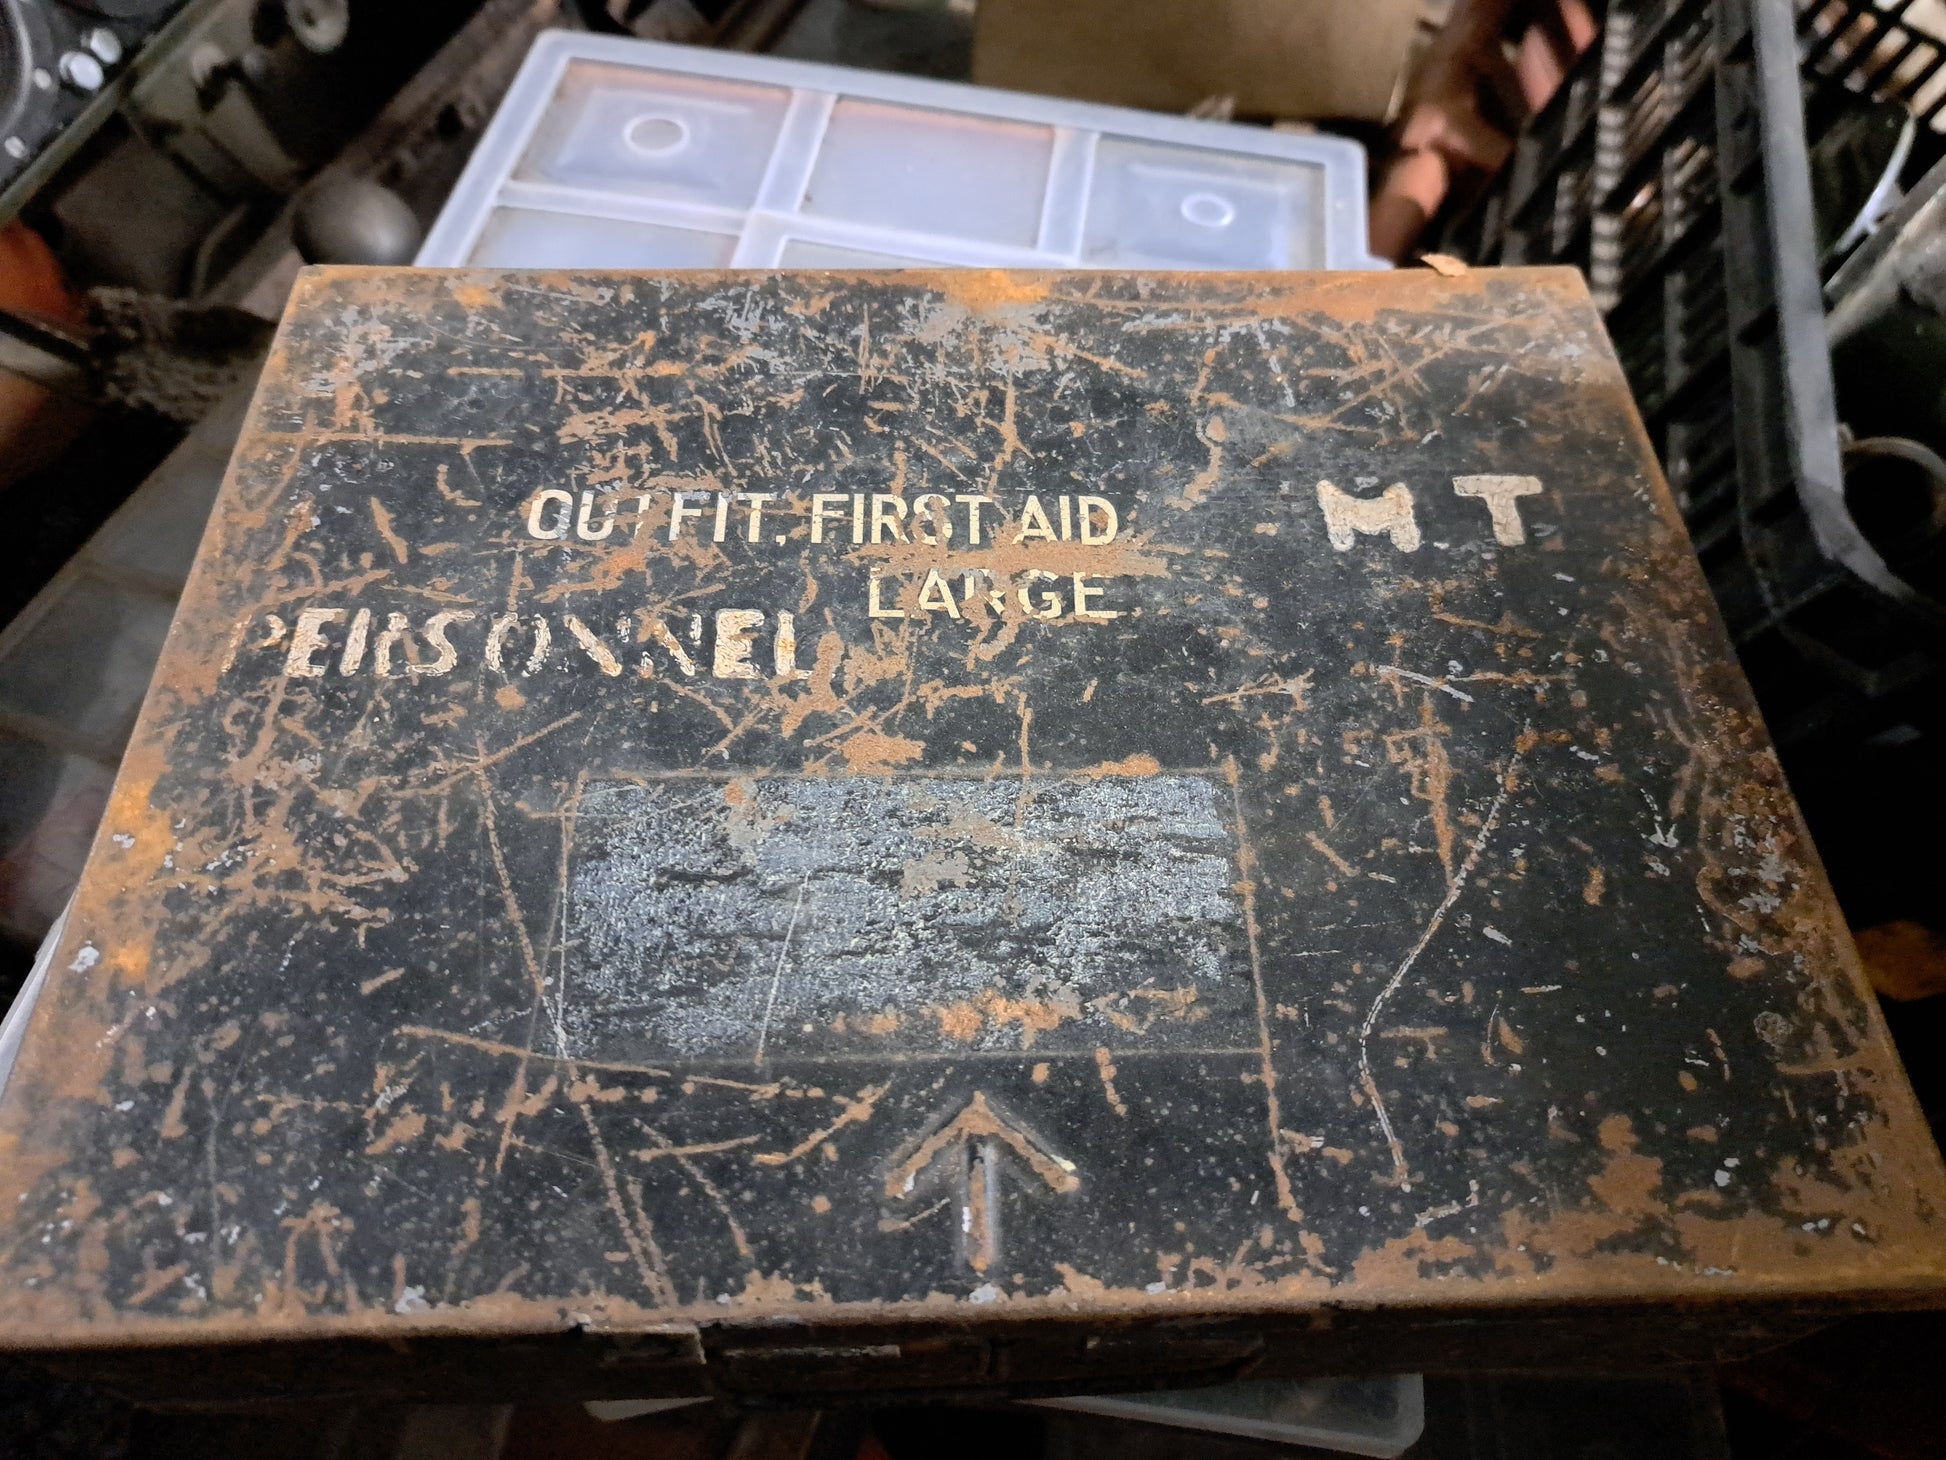 OUTFIT, FIRST AID
MT
LARGE
PERSONNEL